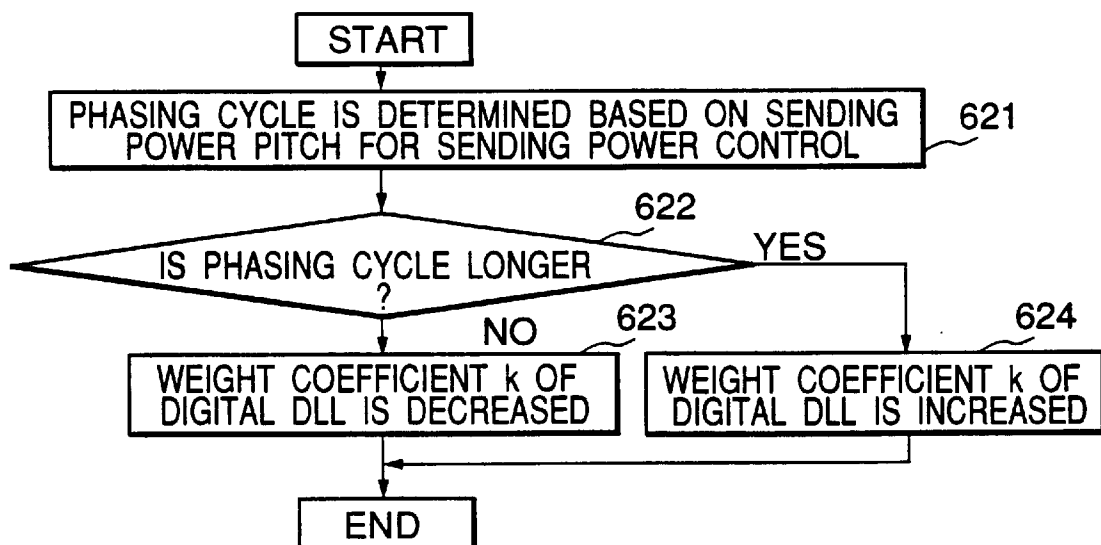 START
PHASING CYCLE IS DETERMINED BASED ON SENDING
POWER PITCH FOR SENDING POWER CONTROL
621
622
IS PHASING CYCLE LONGER
?
YES
NO
623
WEIGHT COEFFICIENT k OF
DIGITAL DLL IS DECREASED
624
WEIGHT COEFFICIENT k OF
DIGITAL DLL IS INCREASED
END